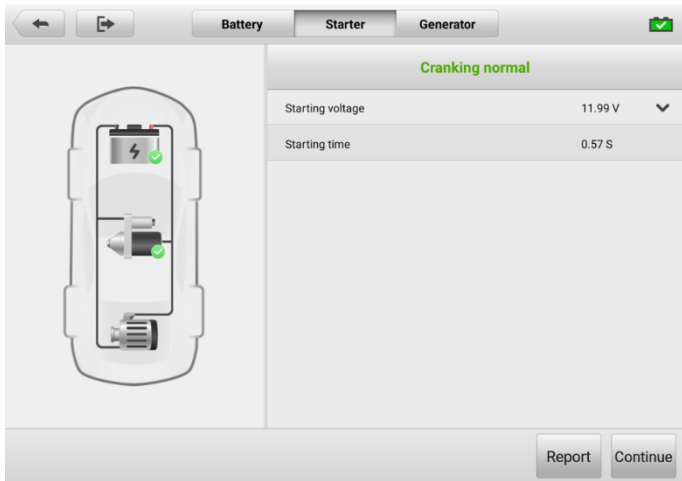 Battery Starter Generator
Cranking normal
Starting voltage 11.99 V
Starting time 0.57 S
Report Continue